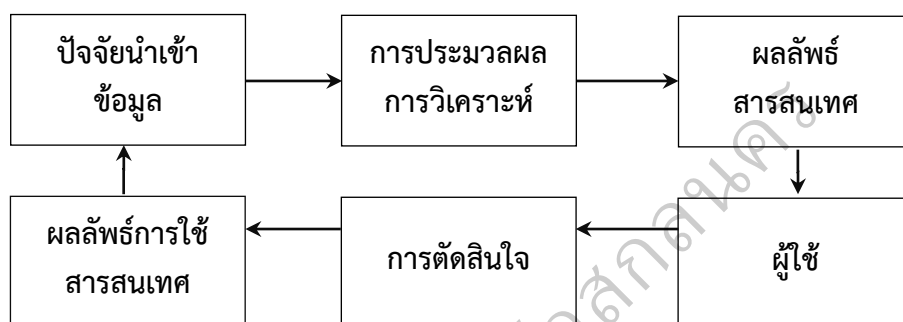 ปัจจัยนำเข้า
ข้อมูล
การประมวลผล
การวิเคราะห์
ผลลัพธ์
สารสนเทศ
ผลลัพธ์การใช้
สารสนเทศ
การตัดสินใจ
ผู้ใช้